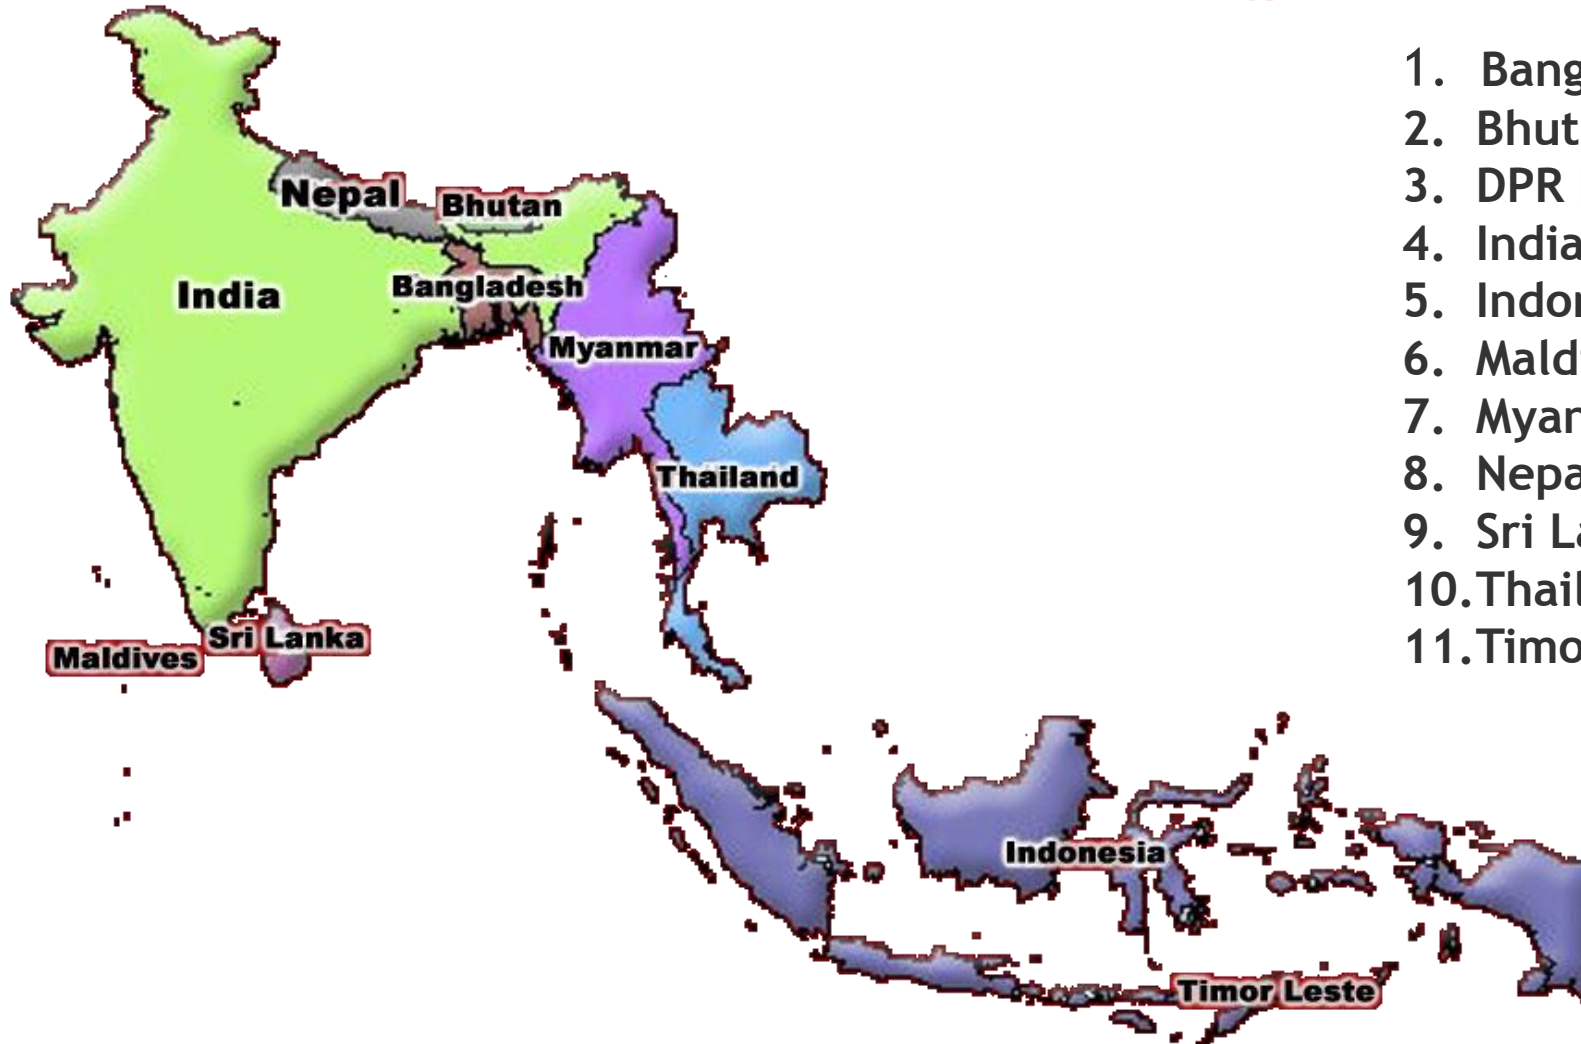 Nepal
Bhutan
India
Bangladesh
Myanmar
Thailand
Sri Lanka
Maldives
Indonesia
Timor Leste
1. Bang
2. Bhut
3. DPR
4. India
5. Indo
6. Mald
7. Myan
8. Nepa
9. Sri La
10.Thail
11.Timo